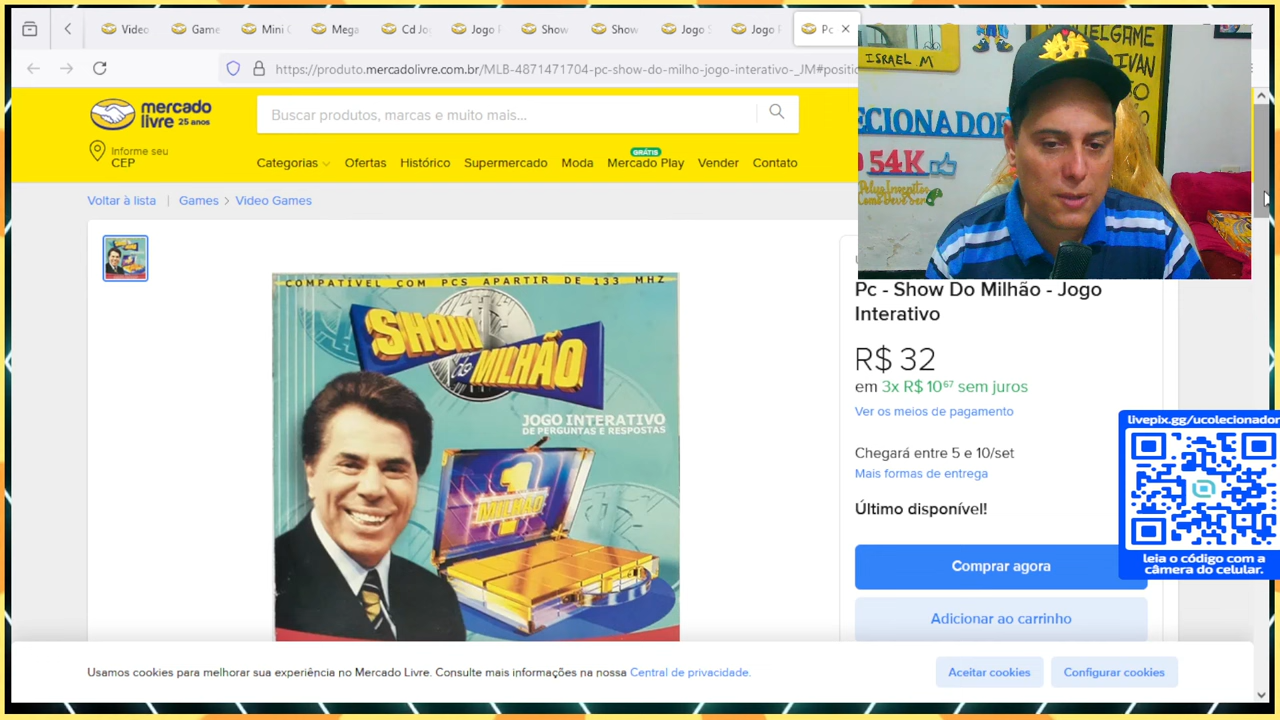 Video
Game
Mini
Mega
Cd Jo
Jogo
Show
Show
Jogo
Jogo
Pc
https://produto.mercadolivre.com.br/MLB-4871471704-pc-show-do-milho-jogo-interativo-_JM#positi
mercado
livre 25 anos
Buscar produtos, marcas e muito mais...
Informe seu
CEP
GRÁTIS
Categorias
Ofertas
Histórico
Supermercado
Moda
Mercado Play
Vender
Contato
Voltar à lista
Games
Video Games
COMPATÍVEL COM PCS APARTIR DE 133 MHZ
SHOW
do
MILHÃO
JOGO INTERATIVO
DE PERGUNTAS E RESPOSTAS
1
MILHÃO
Pc - Show Do Milhão - Jogo
Interativo
R$ 32
em 3x R$ 10 67 sem juros
Ver os meios de pagamento
Chegará entre 5 e 10/set
Mais formas de entrega
Último disponível!
Comprar agora
Adicionar ao carrinho
Usamos cookies para melhorar sua experiência no Mercado Livre. Consulte mais informações na nossa Central de privacidade.
Aceitar cookies
Configurar cookies
ISRAEL M
ECIONADOR
54K
livepix.gg/ucolecionador
leia o código com a
câmera do celular.